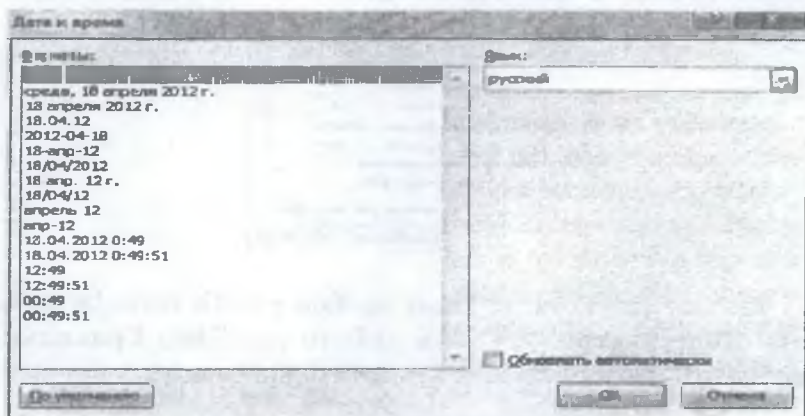 Дата и время
Форматы:
Язык:
русский
среда, 18 апреля 2012 г.
18 апреля 2012 г.
18.04.12
2012-04-18
18-апр-12
18/04/2012
18 апр. 12 г.
18/04/12
апрель 12
апр-12
18.04.2012 0:49
18.04.2012 0:49:51
12:49
12:49:51
00:49
00:49:51
Обновлять автоматически
По умолчанию
ОК
Отмена